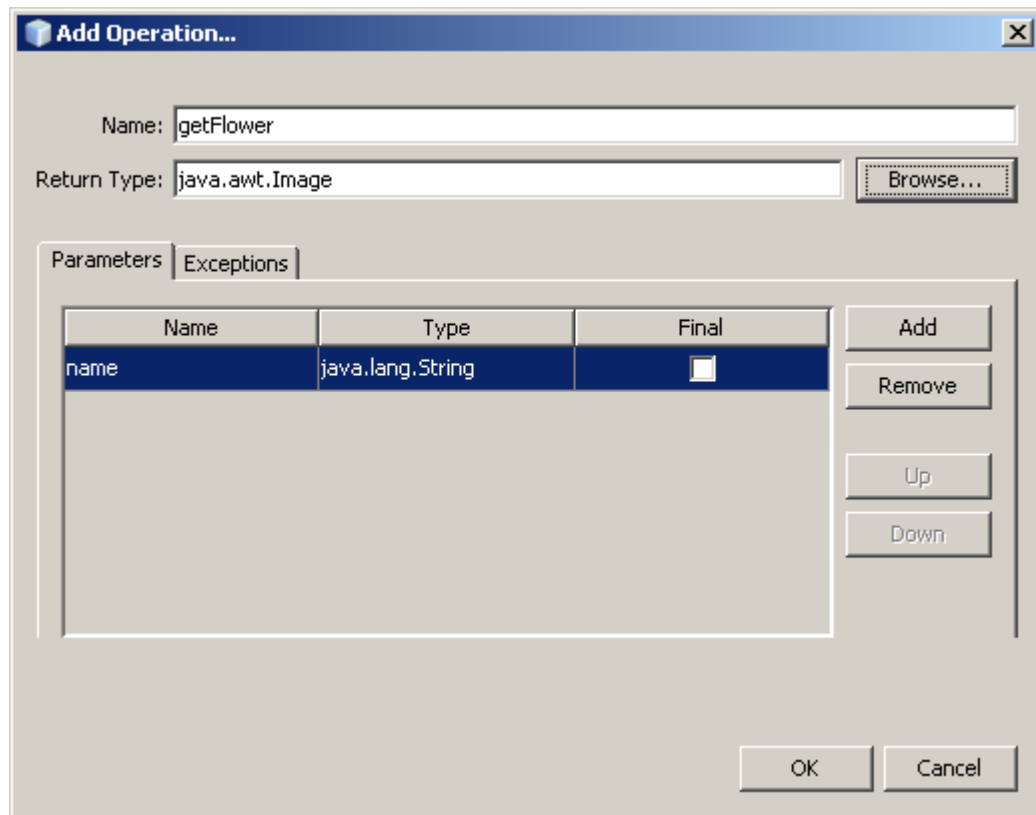 Add Operation...
Name: getFlower
Return Type: java.awt.Image Browse...
Parameters Exceptions
Name Type Final Add
name java.lang.String
Remove
Up
Down
OK Cancel